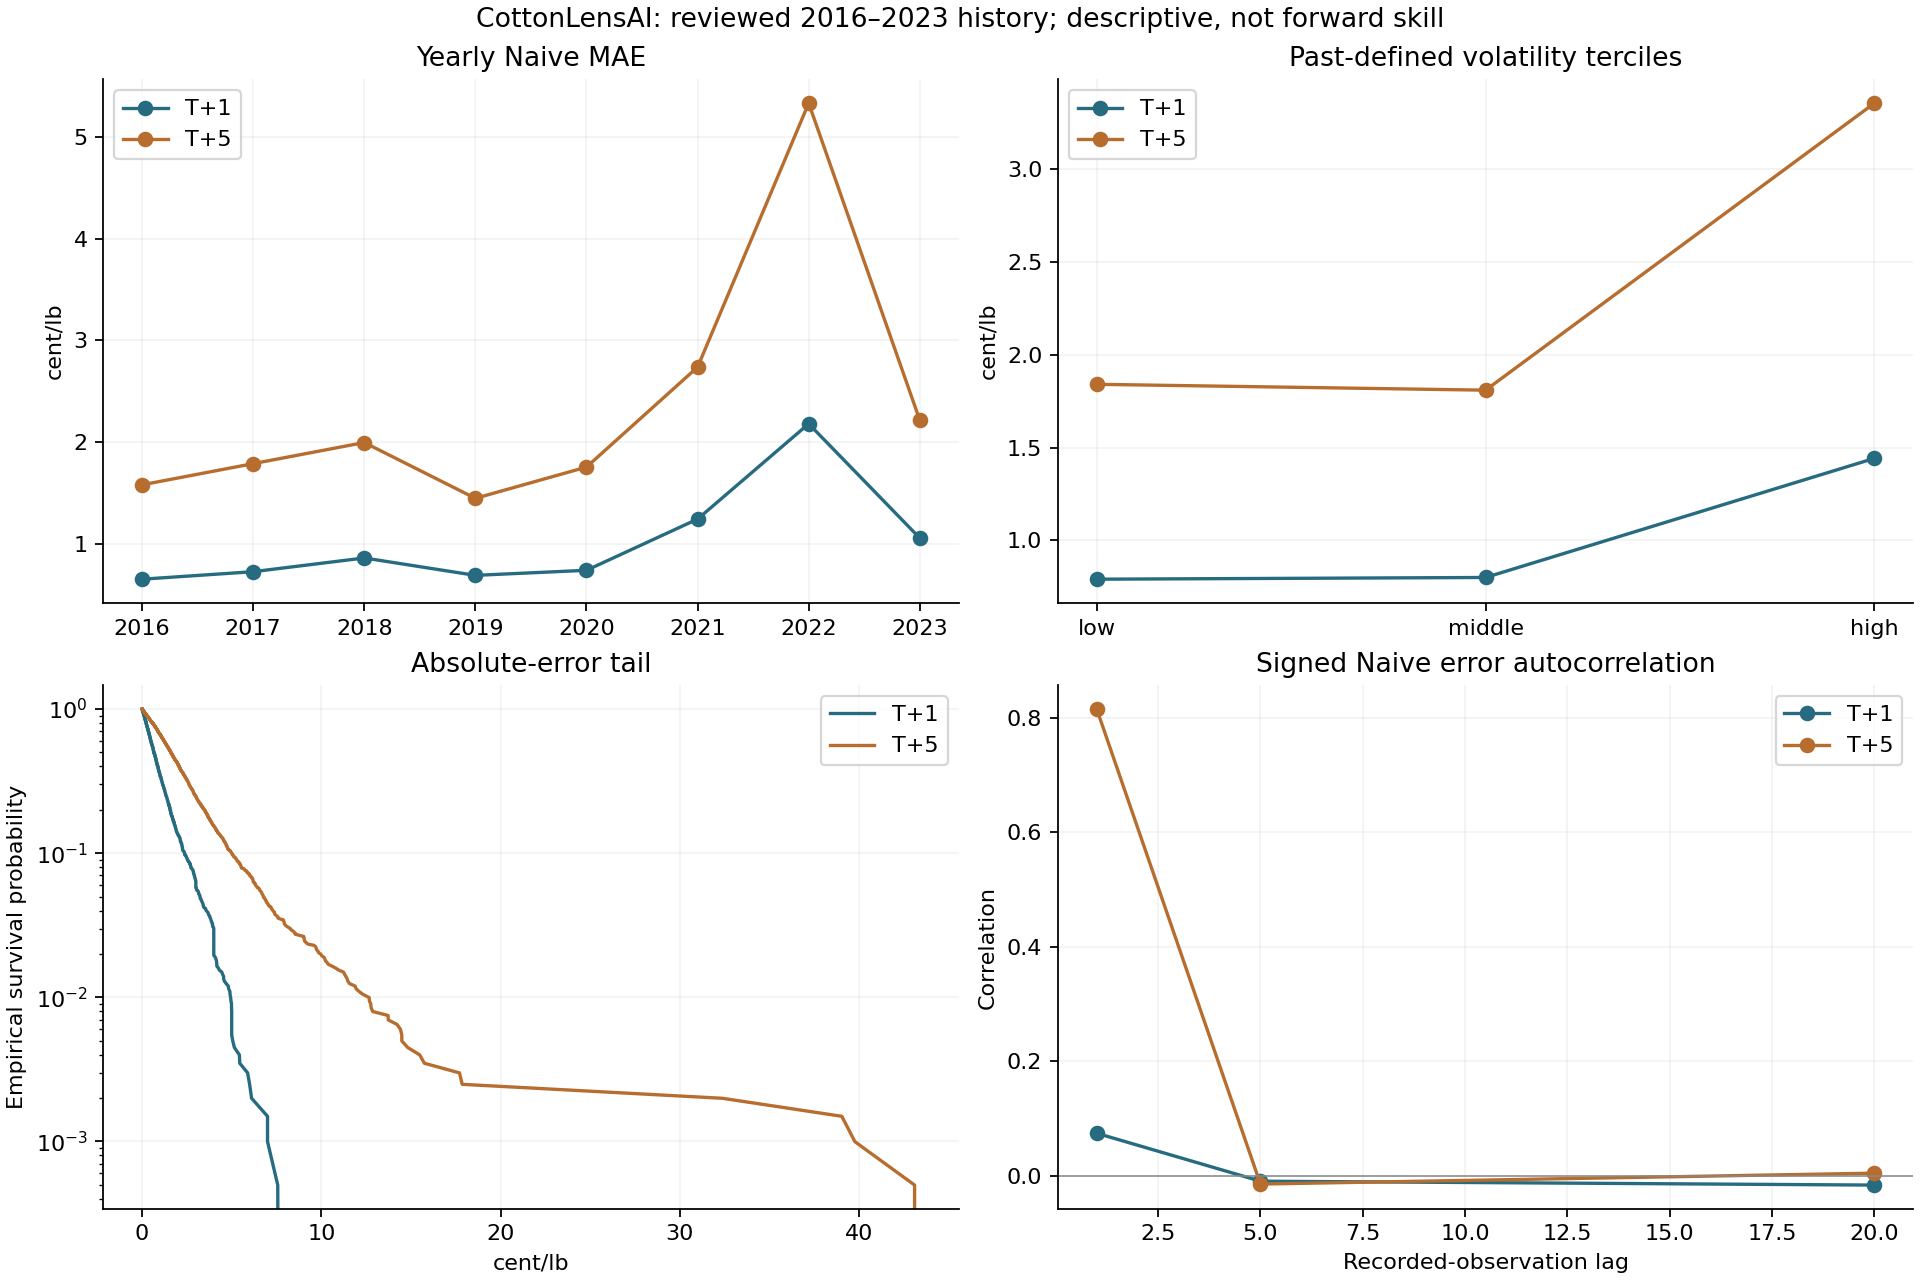 CottonLensAI: reviewed 2016–2023 history; descriptive, not forward skill
Yearly Naive MAE
T+1
T+5
cent/lb
5
4
3
2
1
2016 2017 2018 2019 2020 2021 2022 2023
Past-defined volatility terciles
T+1
T+5
cent/lb
3.0
2.5
2.0
1.5
1.0
low middle high
Absolute-error tail
T+1
T+5
Empirical survival probability
10⁰
10⁻¹
10⁻²
10⁻³
0 10 20 30 40
cent/lb
Signed Naive error autocorrelation
T+1
T+5
Correlation
0.8
0.6
0.4
0.2
0.0
2.5 5.0 7.5 10.0 12.5 15.0 17.5 20.0
Recorded-observation lag